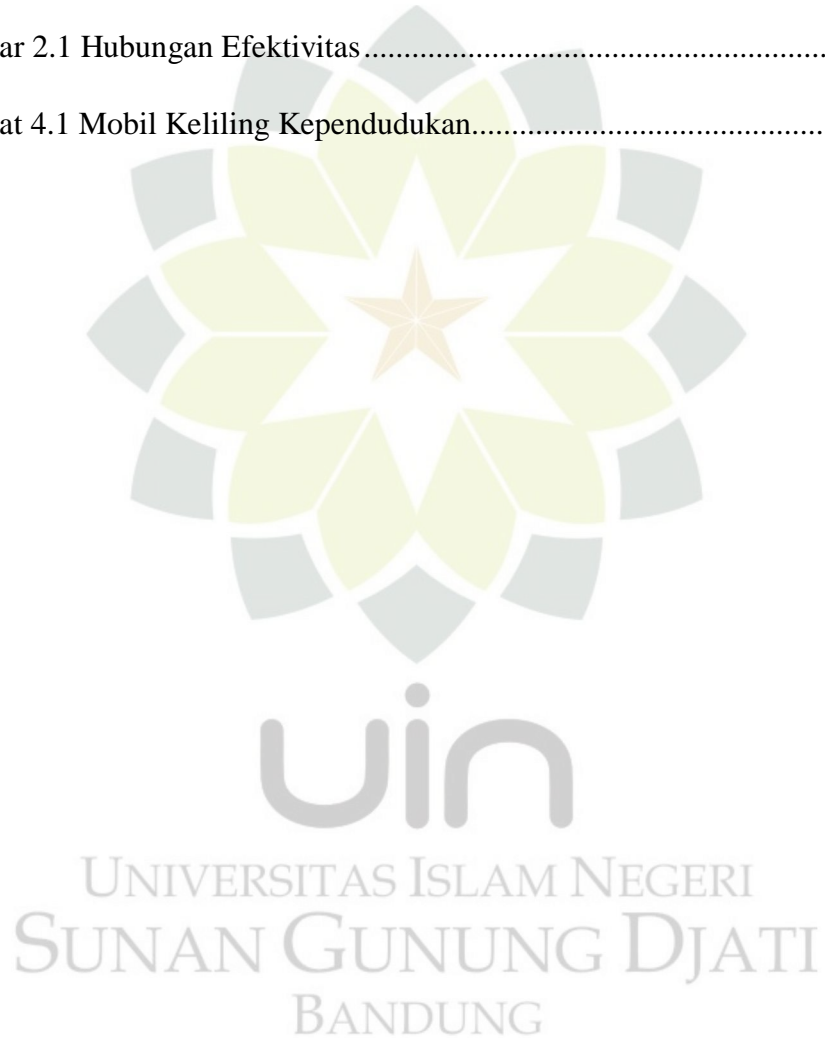 ar 2.1 Hubungan Efektivitas..........................................................
at 4.1 Mobil Keliling Kependudukan............................................
uin
UNIVERSITAS ISLAM NEGERI
SUNAN GUNUNG DJATI
BANDUNG